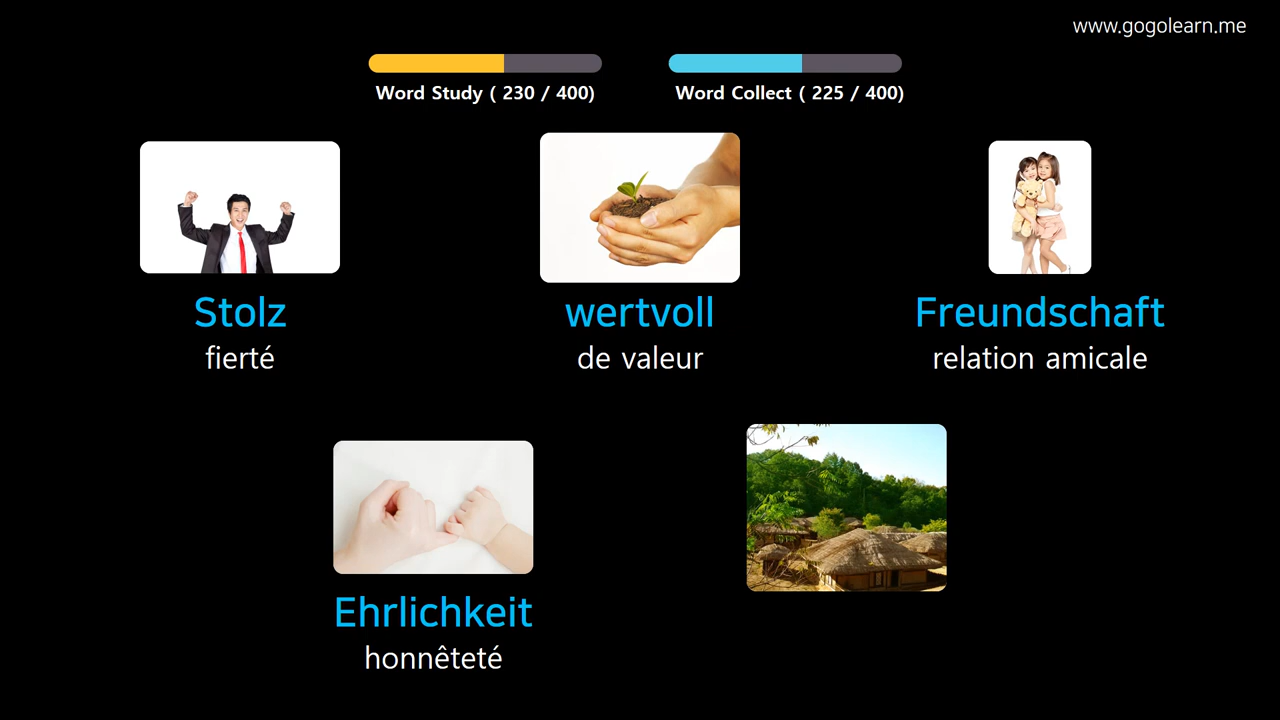 www.gogolearn.me
Word Study ( 230 / 400)
Word Collect ( 225 / 400)
Stolz
fierté
wertvoll
de valeur
Freundschaft
relation amicale
Ehrlichkeit
honnêteté